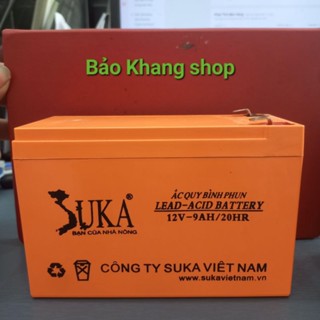 Bảo Khang shop
SUKA
BẠN CỦA NHÀ NÔNG
ẮC QUY BÌNH PHUN
LEAD-ACID BATTERY
12V-9AH/20HR
CÔNG TY SUKA VIỆT NAM
www.sukavietnam.vn